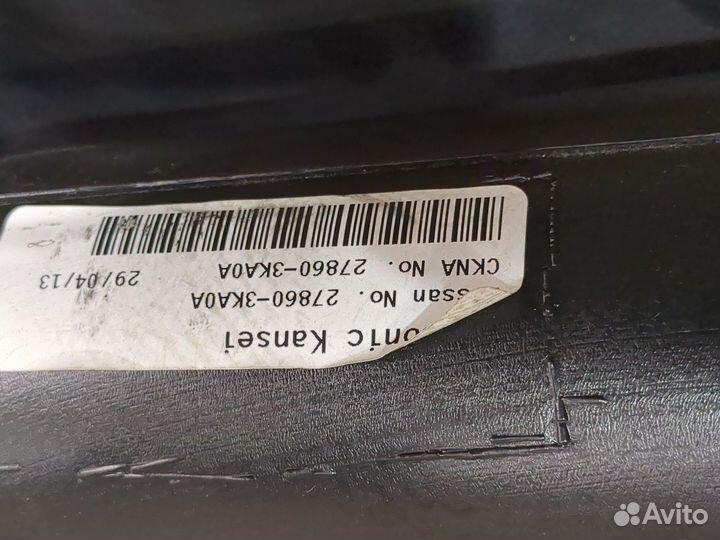 onic Kansei
ssan No. 27860-3KA0A
CKNA No. 27860-3KA0A
29/04/13
Avito